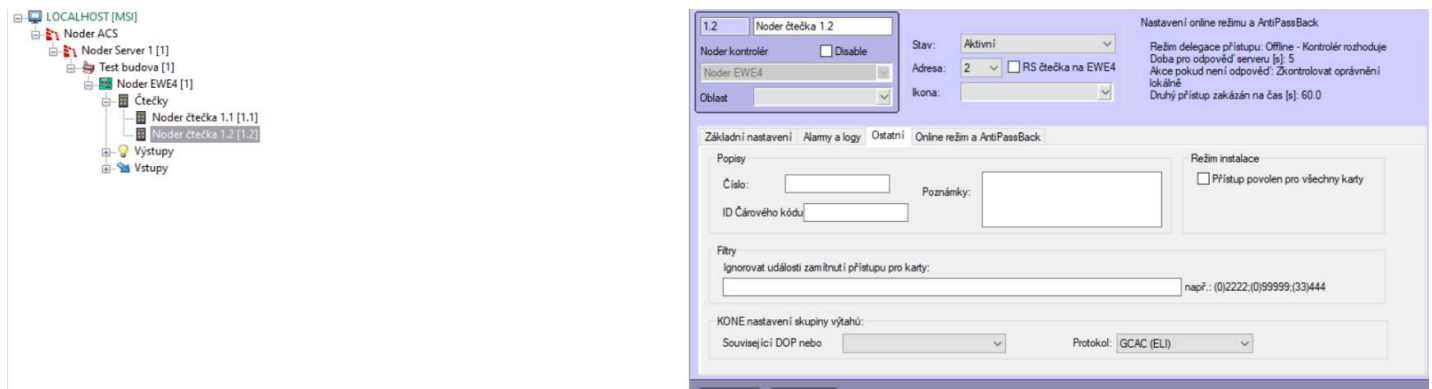 LOCALHOST [MSI]
Noder ACS
Noder Server 1 [1]
Test budova [1]
Noder EWE4 [1]
Čtečky
Noder čtečka 1.1 [1.1]
Noder čtečka 1.2 [1.2]
Výstupy
Vstupy
1.2 Noder čtečka 1.2
Noder kontrolér Disable
Noder EWE4
Oblast
Stav: Aktivní
Adresa: 2 RS čtečka na EWE4
Ikona:
Nastavení online režimu a AntiPassBack
Režim delegace přístupu: Offline - Kontrolér rozhoduje
Doba pro odpověď serveru [s]: 5
Akce pokud není odpověď: Zkontrolovat oprávnění
lokálně
Druhý přístup zakázán na čas [s]: 60.0
Základní nastavení Alarmy a logy Ostatní Online režim a AntiPassBack
Popisy
Číslo:
ID Čárového kódu
Poznámky:
Režim instalace
Přístup povolen pro všechny karty
Filtry
Ignorovat události zamítnutí přístupu pro karty:
např.: (0)2222;(0)99999;(33)444
KONE nastavení skupiny výtahů:
Související DOP nebo Protokol: GCAC (ELI)